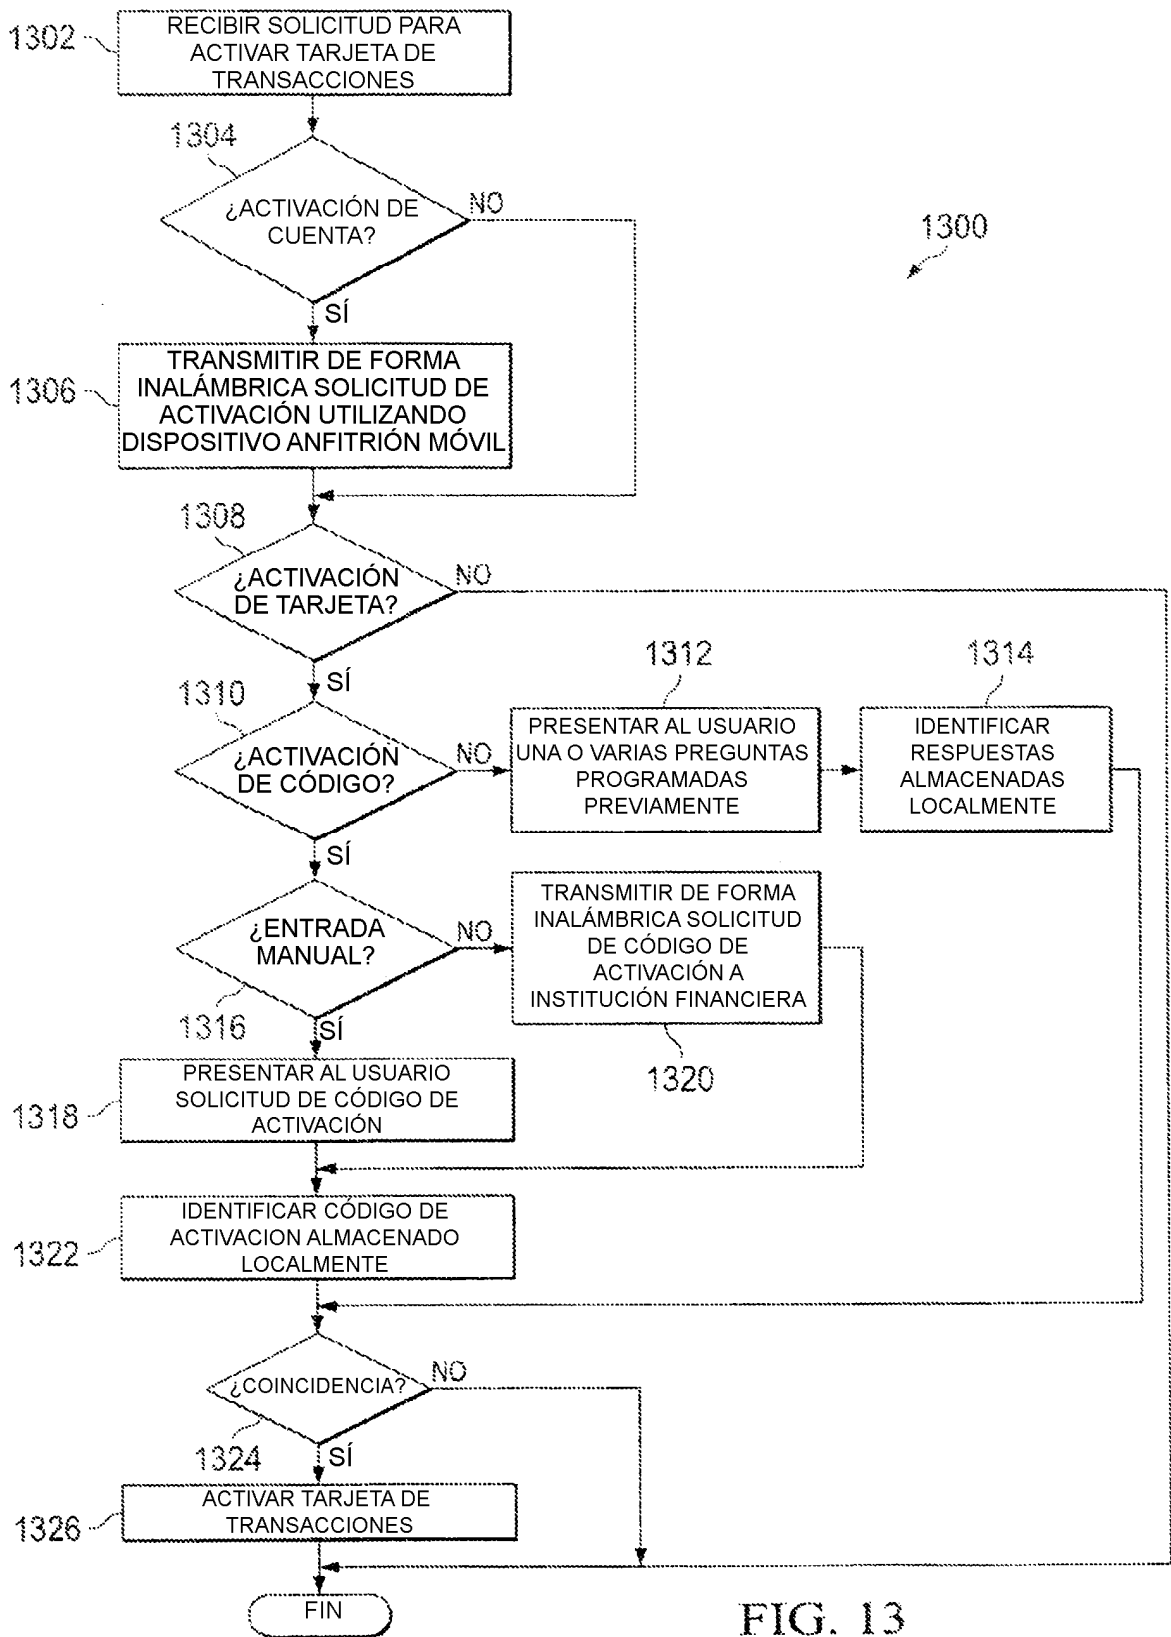 1302
RECIBIR SOLICITUD PARA
ACTIVAR TARJETA DE
TRANSACCIONES
1304
¿ACTIVACIÓN DE
CUENTA?
NO
1300
SÍ
1306
TRANSMITIR DE FORMA
INALÁMBRICA SOLICITUD DE
ACTIVACIÓN UTILIZANDO
DISPOSITIVO ANFITRIÓN MÓVIL
1308
¿ACTIVACIÓN
DE TARJETA?
NO
SÍ
1310
¿ACTIVACIÓN
DE CÓDIGO?
NO
1312
PRESENTAR AL USUARIO
UNA O VARIAS PREGUNTAS
PROGRAMADAS
PREVIAMENTE
1314
IDENTIFICAR
RESPUESTAS
ALMACENADAS
LOCALMENTE
SÍ
¿ENTRADA
MANUAL?
NO
1316
TRANSMITIR DE FORMA
INALÁMBRICA SOLICITUD
DE CÓDIGO DE
ACTIVACIÓN A
INSTITUCIÓN FINANCIERA
1320
SÍ
1318
PRESENTAR AL USUARIO
SOLICITUD DE CÓDIGO DE
ACTIVACIÓN
1322
IDENTIFICAR CÓDIGO DE
ACTIVACION ALMACENADO
LOCALMENTE
¿COINCIDENCIA?
NO
1324
SÍ
1326
ACTIVAR TARJETA DE
TRANSACCIONES
FIN
FIG. 13